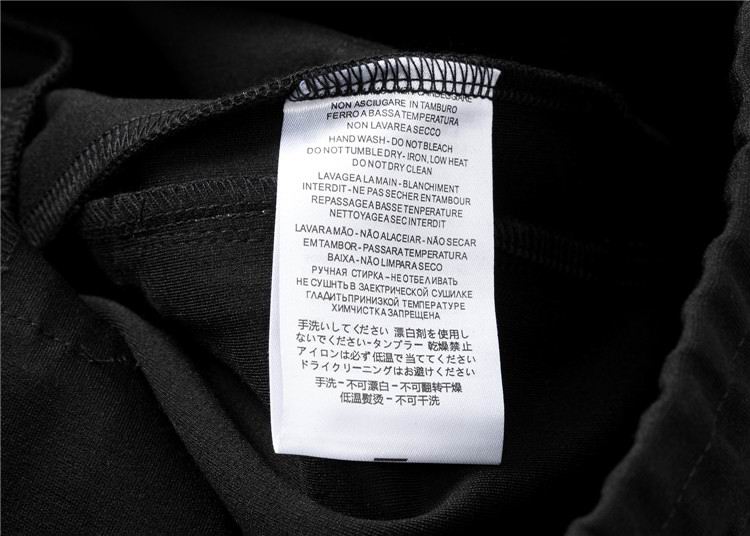 CANDEGGARE
NON ASCIUGARE IN TAMBURO
FERRO A BASSA TEMPERATURA
NON LAVAREA SECCO
HAND WASH - DO NOT BLEACH
DO NOT TUMBLE DRY - IRON, LOW HEAT
DO NOT DRY CLEAN
LAVAGE A LA MAIN - BLANCHIMENT
INTERDIT - NE PAS SECHER EN TAMBOUR
REPASSAGE A BASSE TENPERATURE
NETTOYAGE A SEC INTERDIT
LAVAR A MÃO - NÃO ALACEIAR - NÃO SECAR
EM TAMBOR - PASSAR A TEMPERATURA
BAIXA - NÃO LIMPAR A SECO
РУЧНАЯ СТИРКА - НЕ ОТБЕЛИВАТЬ
НЕ СУШНТЬ В ЗАЕКТРИЧЕСКОЙ СУШИЛКЕ
ГЛАДИТЬ ПРИ НИЗКОЙ ТЕМПЕРАТУРЕ
ХИМЧИСТКА ЗАПРЕЩЕНА
手洗いしてください 漂白剤を使用し
ないでください-タンブラー 乾燥禁止
アイロンは必ず低温で当ててください
ドライクリーニングはお避けください
手洗 - 不可漂白 - 不可翻转干燥
低温熨烫 - 不可干洗